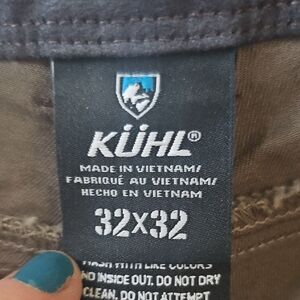 KÜHL®
MADE IN VIETNAM/
FABRIQUÉ AU VIETNAM/
HECHO EN VIETNAM
32X32
WASH WITH LIKE COLORS
ND INSIDE OUT. DO NOT DRY
CLEAN. DO NOT ATTEMPT